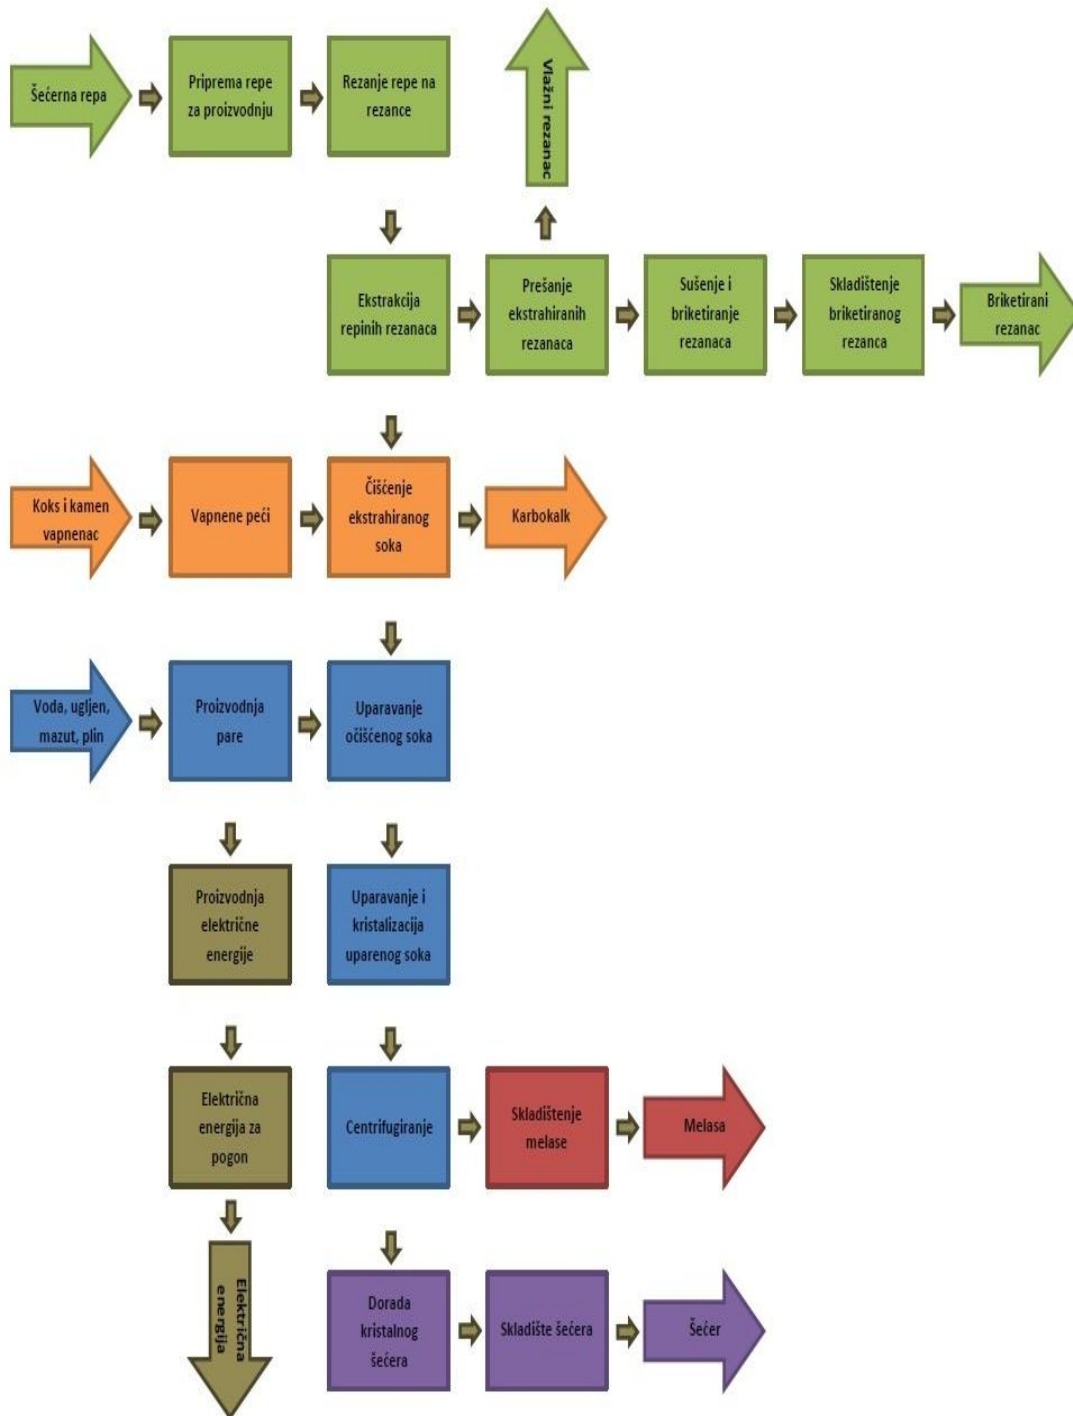 Šećerna repa
Priprema repe
za proizvodnju
Rezanje repe na
rezance
Vlažni rezanac
Ekstrakcija
repinih rezanaca
Prešanje
ekstrahiranih
rezanaca
Sušenje i
briketiranje
rezanaca
Skladištenje
briketiranog
rezanca
Briketirani
rezanac
Koks i kamen
vapnenac
Vapnene peći
Čišćenje
ekstrahiranog
soka
Karbokalk
Voda, ugljen,
mazut, plin
Proizvodnja
pare
Uparavanje
očišćenog soka
Proizvodnja
električne
energije
Uparavanje i
kristalizacija
uparenog soka
Električna
energija za
pogon
Centrifugiranje
Skladištenje
melase
Melasa
Električna
energija
Dorada
kristalnog
šećera
Skladište šećera
Šećer